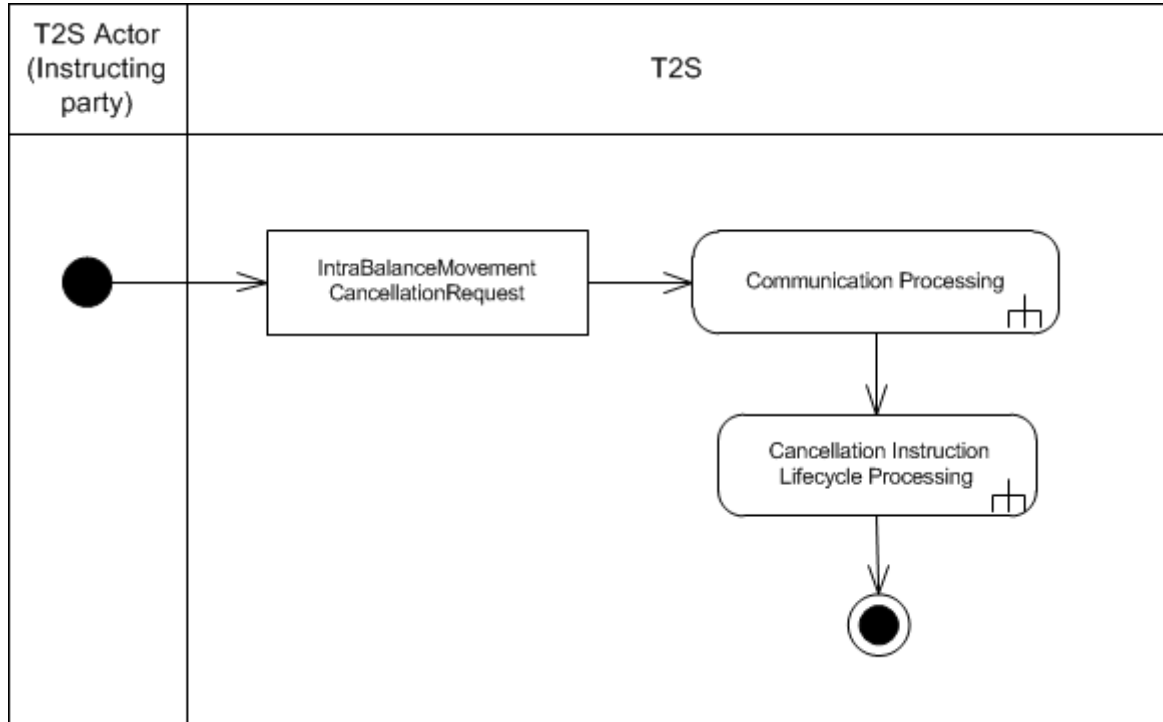 T2S Actor
(Instructing
party)
T2S
IntraBalanceMovement
CancellationRequest
Communication Processing
Cancellation Instruction
Lifecycle Processing